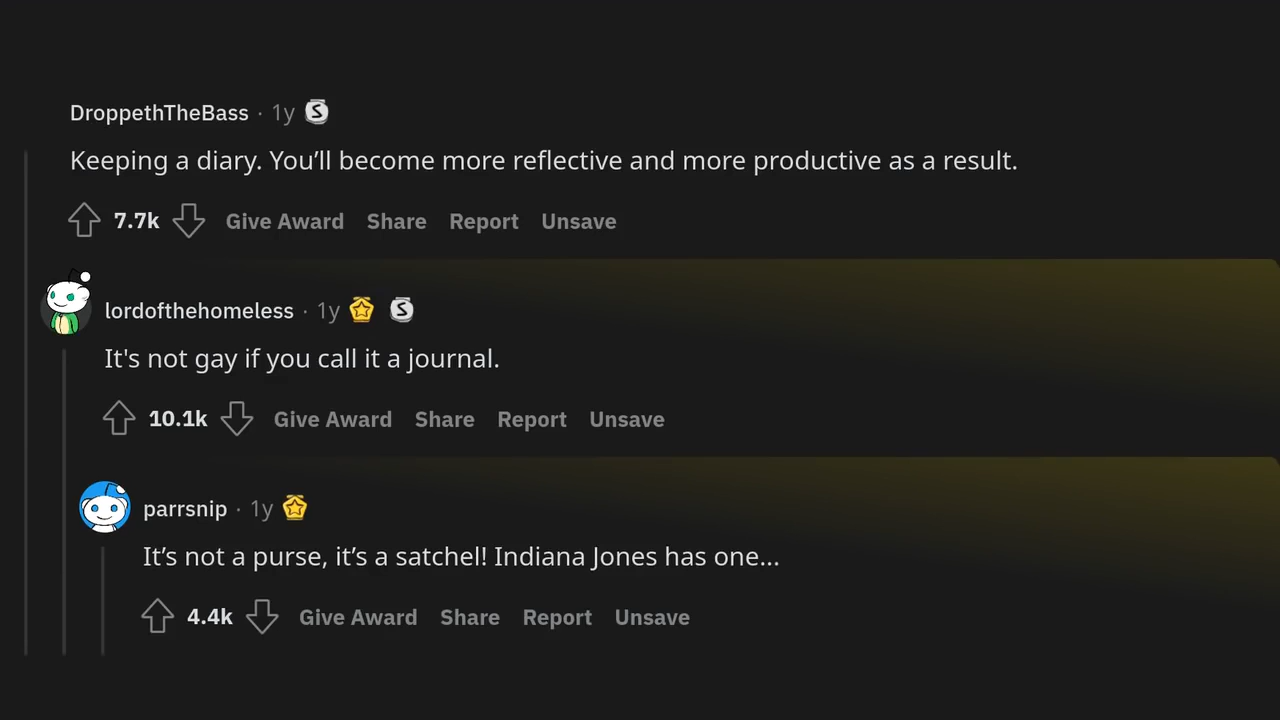 DroppethTheBass · 1y S
Keeping a diary. You’ll become more reflective and more productive as a result.
7.7k Give Award Share Report Unsave
lordofthehomeless · 1y S
It's not gay if you call it a journal.
10.1k Give Award Share Report Unsave
parrsnip · 1y
It’s not a purse, it’s a satchel! Indiana Jones has one...
4.4k Give Award Share Report Unsave